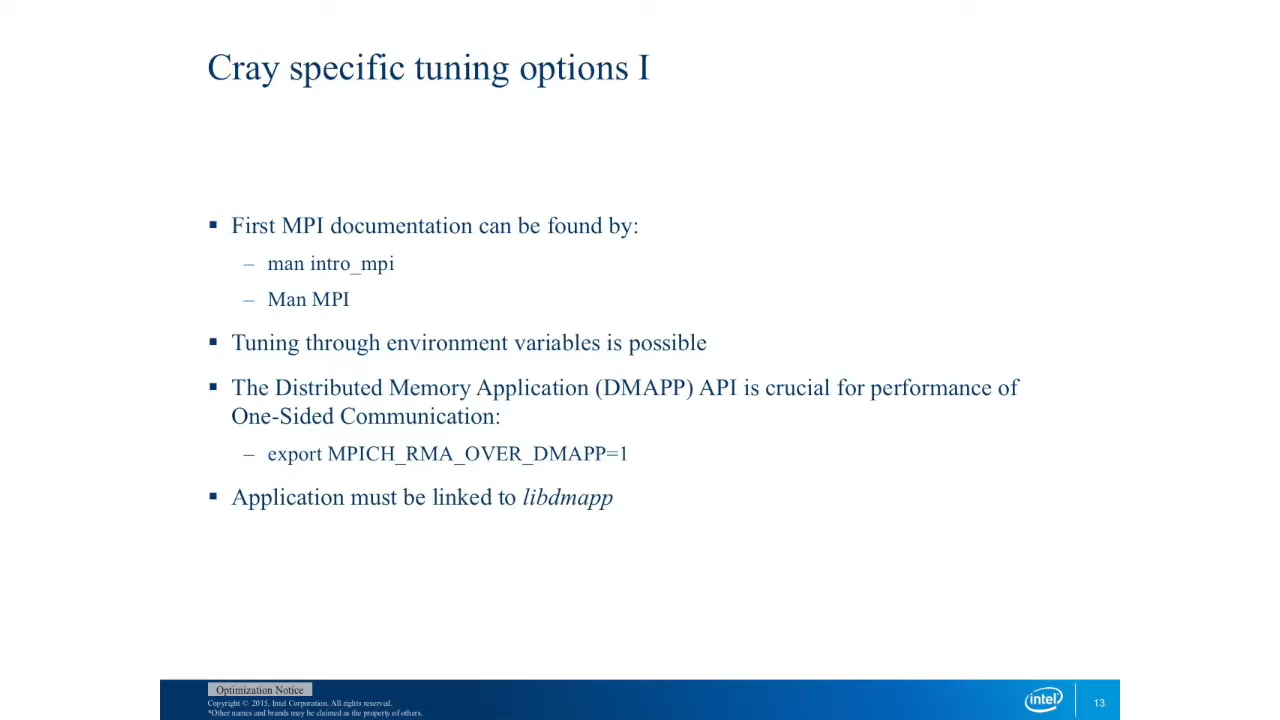 Cray specific tuning options I
▪ First MPI documentation can be found by:
– man intro_mpi
– Man MPI
▪ Tuning through environment variables is possible
▪ The Distributed Memory Application (DMAPP) API is crucial for performance of
One-Sided Communication:
– export MPICH_RMA_OVER_DMAPP=1
▪ Application must be linked to libdmapp
Optimization Notice
Copyright © 2015, Intel Corporation. All rights reserved.
*Other names and brands may be claimed as the property of others.
intel
13